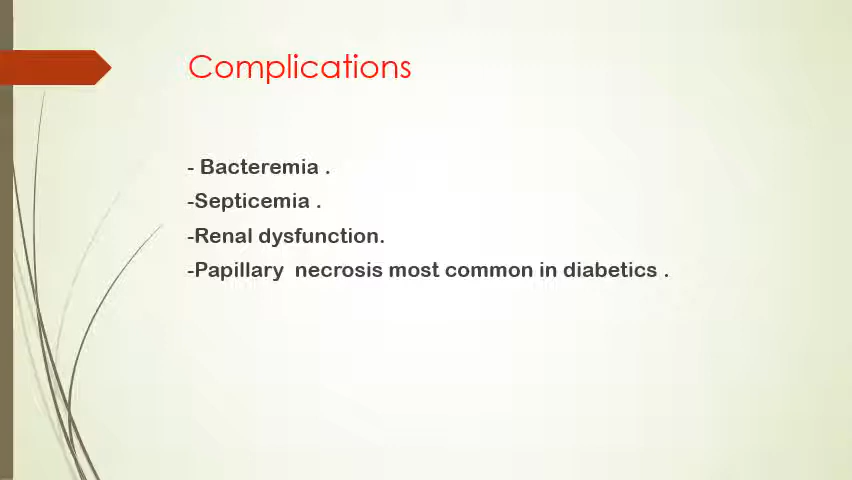 Complications
- Bacteremia .
-Septicemia .
-Renal dysfunction.
-Papillary  necrosis most common in diabetics .